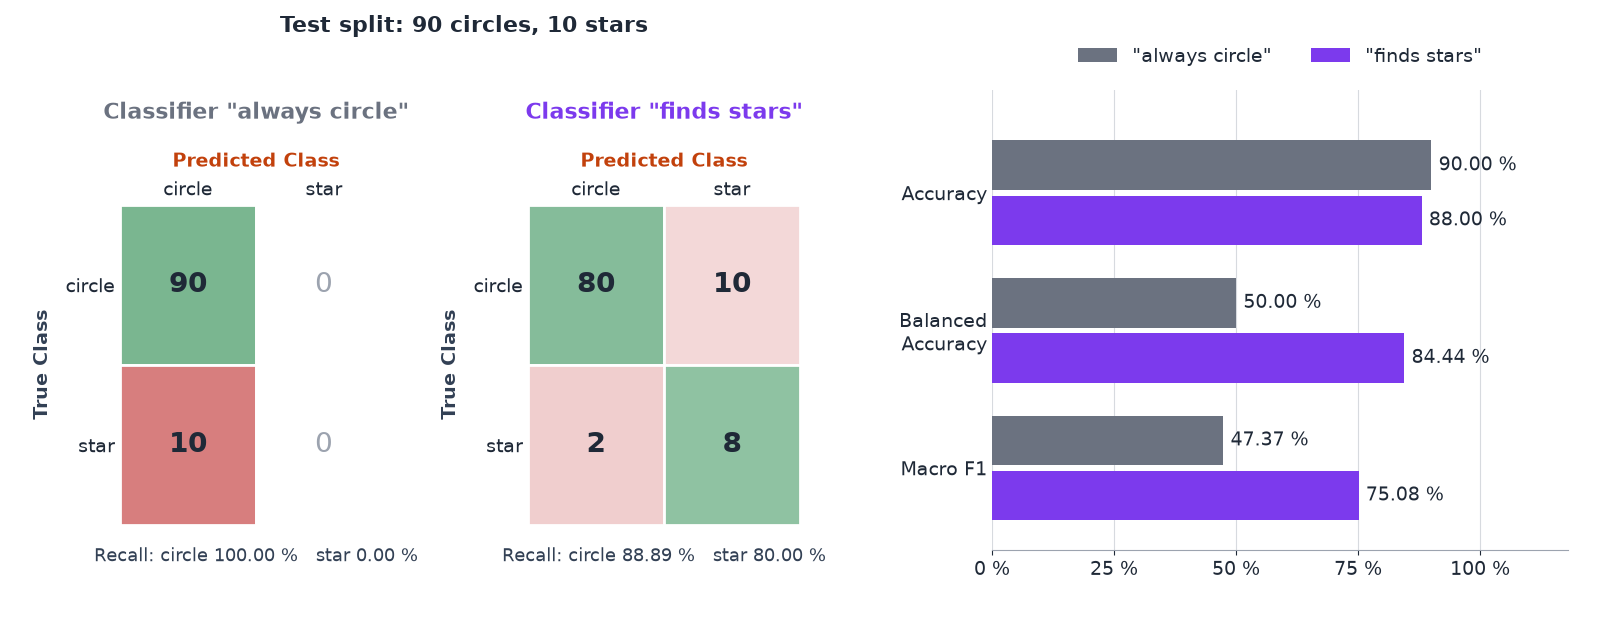 Test split: 90 circles, 10 stars
Classifier "always circle"
Predicted Class
circle star
True Class
circle 90 0
star 10 0
Recall: circle 100.00 % star 0.00 %
Classifier "finds stars"
Predicted Class
circle star
True Class
circle 80 10
star 2 8
Recall: circle 88.89 % star 80.00 %
"always circle" "finds stars"
Accuracy
90.00 %
88.00 %
Balanced
Accuracy
50.00 %
84.44 %
Macro F1
47.37 %
75.08 %
0 % 25 % 50 % 75 % 100 %